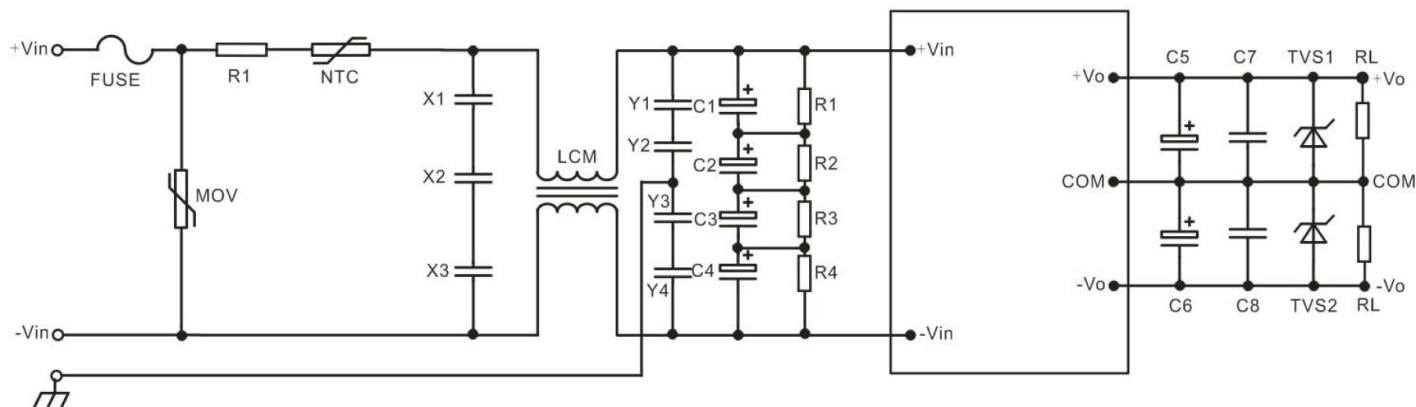 +Vin
FUSE
R1
NTC
MOV
X1
X2
X3
LCM
Y1
Y2
Y3
Y4
C1
+
C2
+
C3
+
C4
+
R1
R2
R3
R4
+Vin
-Vin
+Vo
COM
-Vo
C5
C7
TVS1
RL
+Vo
+
COM
+
C6
C8
TVS2
RL
-Vo
-Vin